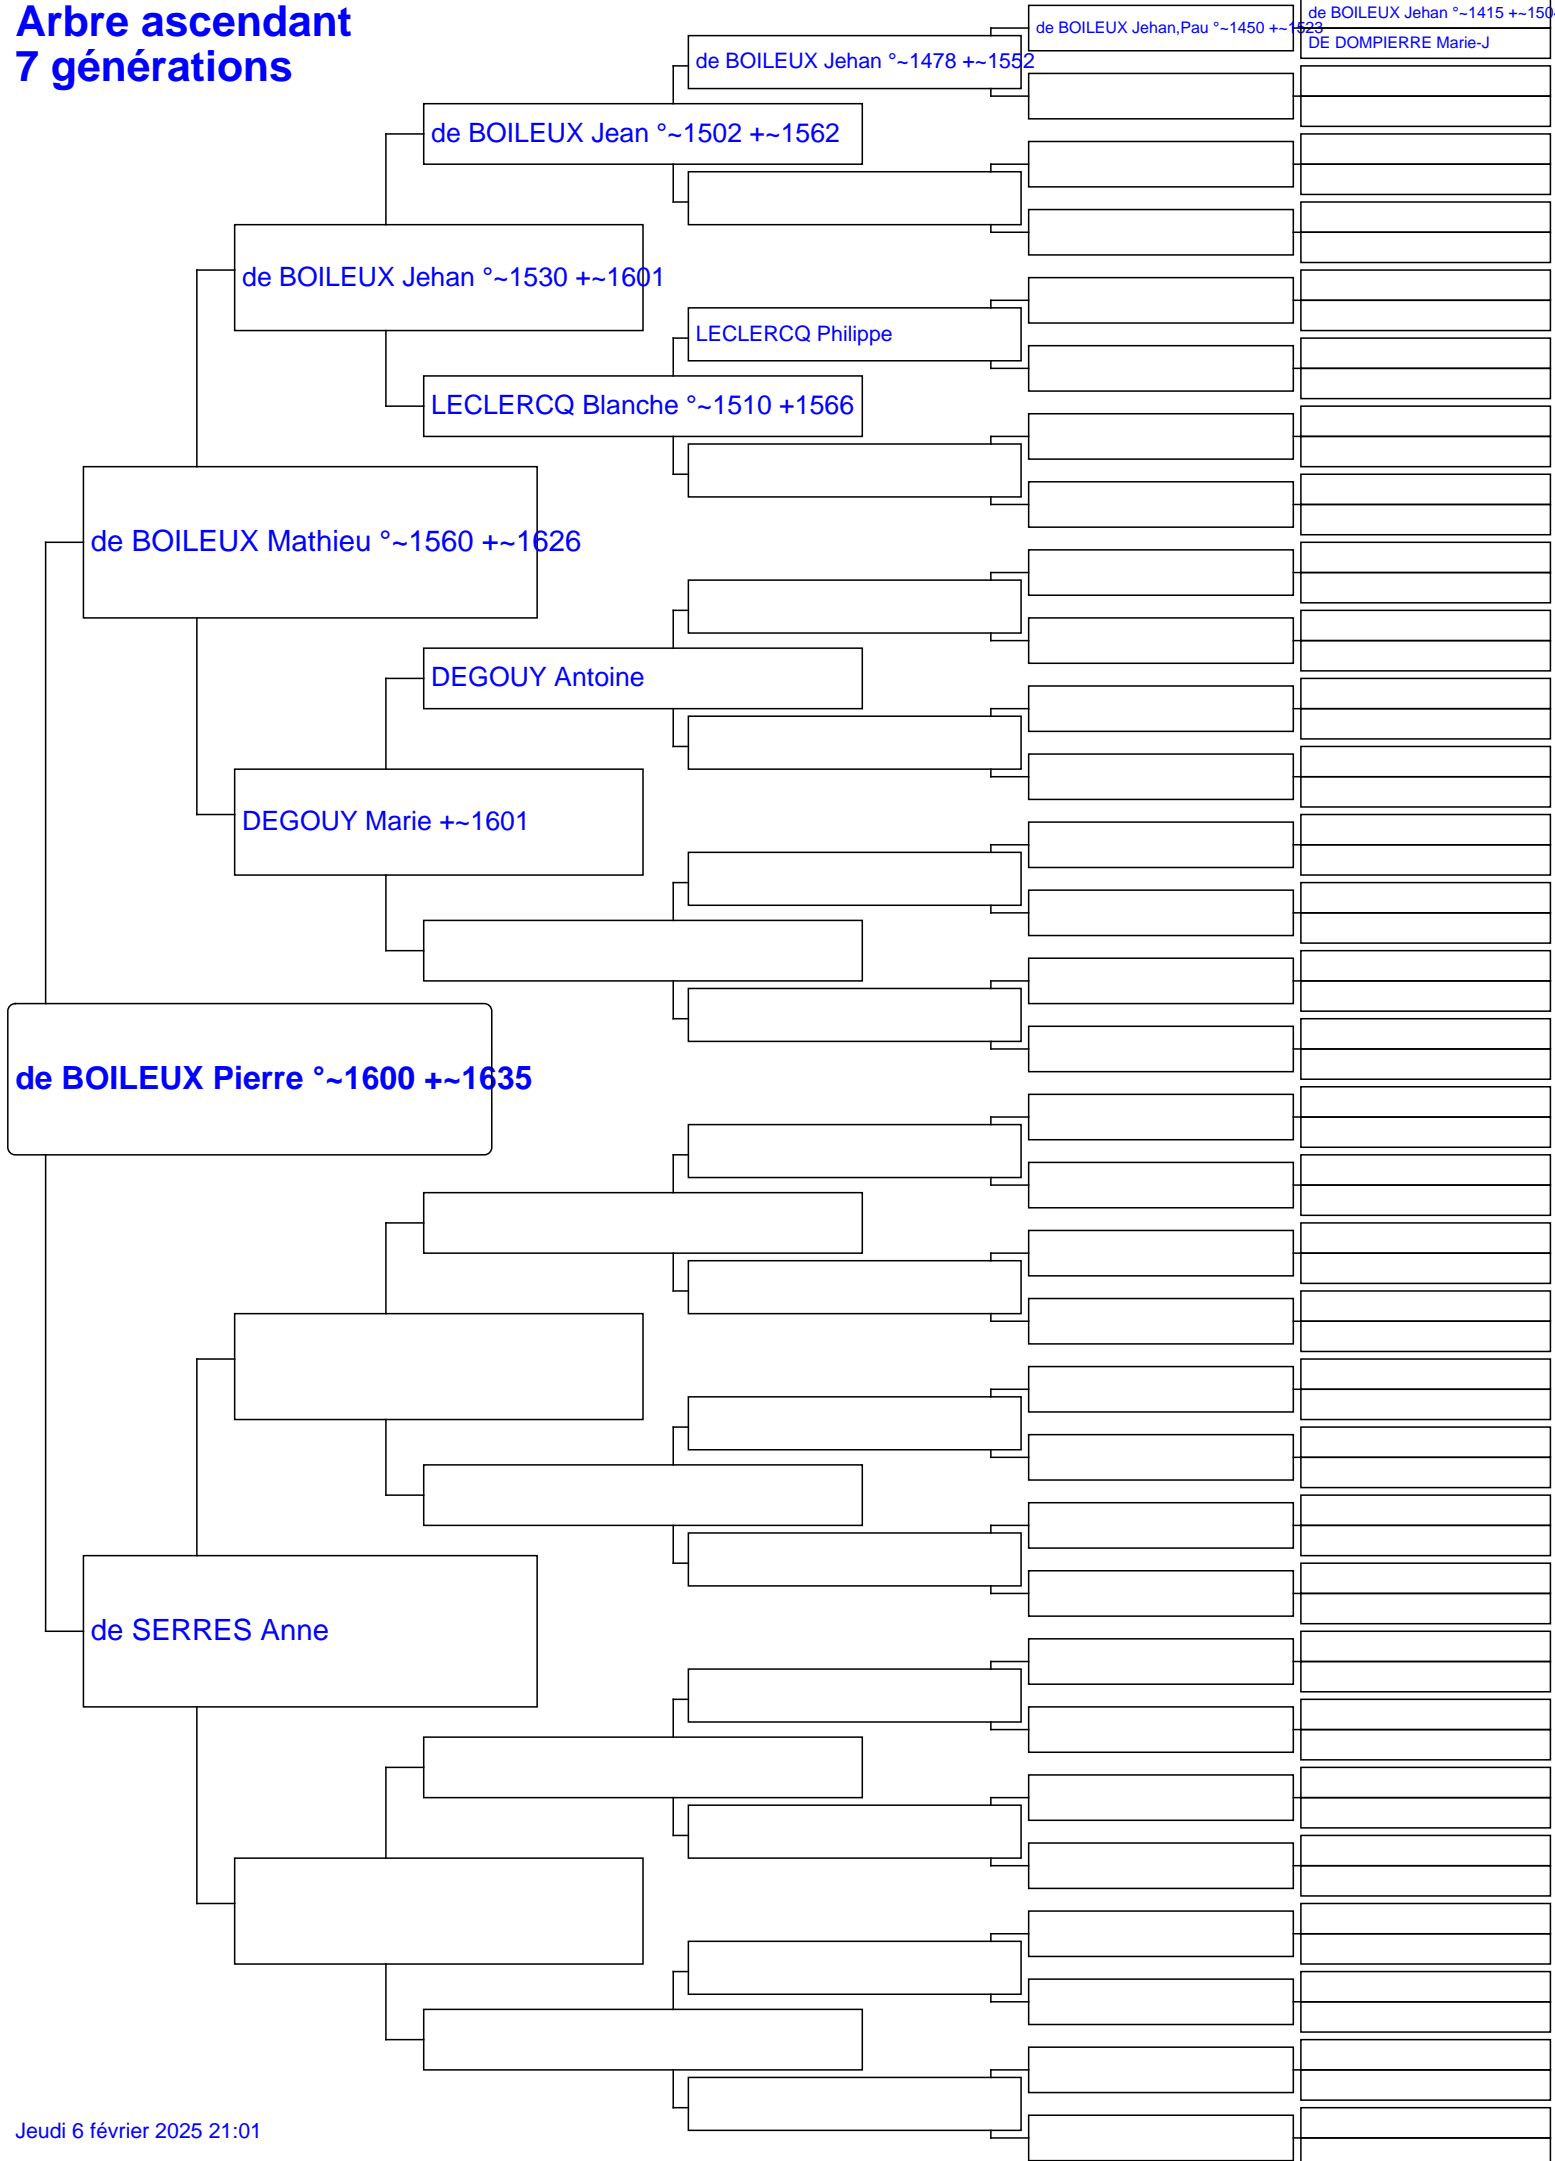 Arbre ascendant
7 générations
de BOILEUX Jehan °~1415 +~150
de BOILEUX Jehan,Pau °~1450 +~1523
DE DOMPIERRE Marie-J
de BOILEUX Jehan °~1478 +~1552
de BOILEUX Jean °~1502 +~1562
de BOILEUX Jehan °~1530 +~1601
LECLERCQ Philippe
LECLERCQ Blanche °~1510 +1566
de BOILEUX Mathieu °~1560 +~1626
DEGOUY Antoine
DEGOUY Marie +~1601
de BOILEUX Pierre °~1600 +~1635
de SERRES Anne
Jeudi 6 février 2025 21:01